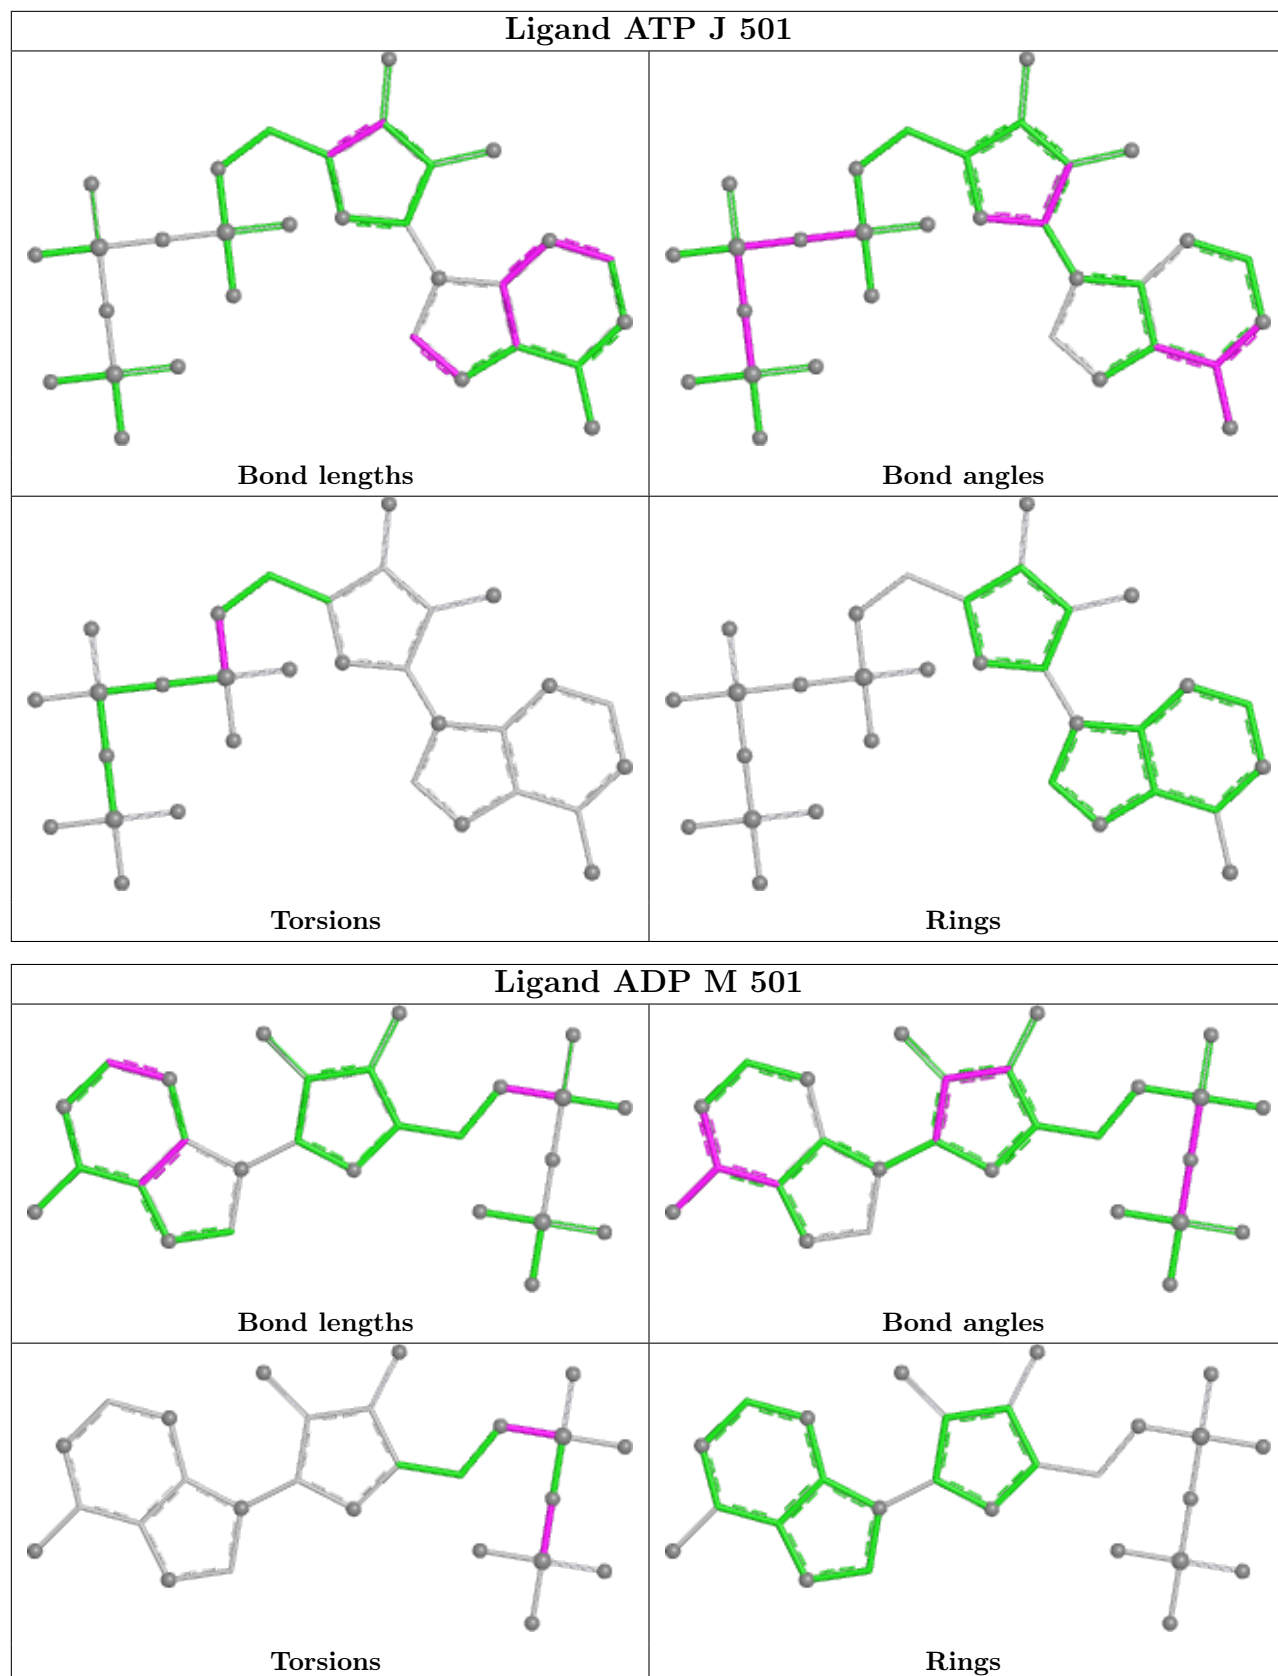 Ligand ATP J 501
Bond lengths
Bond angles
Torsions
Rings
Ligand ADP M 501
Bond lengths
Bond angles
Torsions
Rings